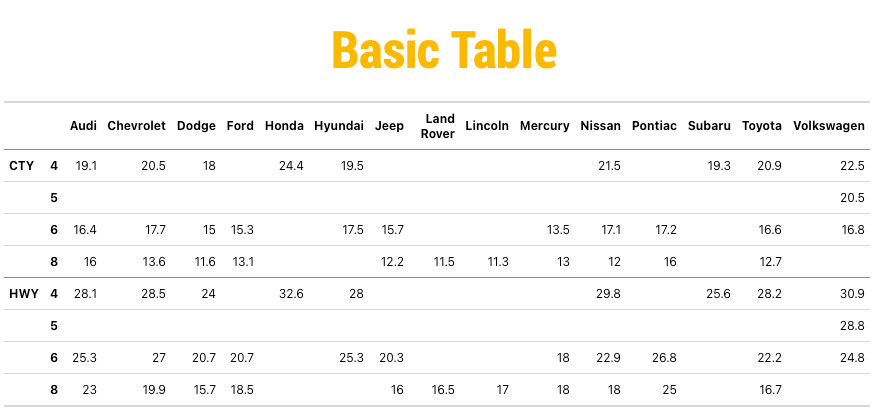 Basic Table
Audi Chevrolet Dodge Ford Honda Hyundai Jeep Land Rover Lincoln Mercury Nissan Pontiac Subaru Toyota Volkswagen
CTY 4 19.1 20.5 18 24.4 19.5 21.5 19.3 20.9 22.5
5 20.5
6 16.4 17.7 15 15.3 17.5 15.7 13.5 17.1 17.2 16.6 16.8
8 16 13.6 11.6 13.1 12.2 11.5 11.3 13 12 16 12.7
HWY 4 28.1 28.5 24 32.6 28 29.8 25.6 28.2 30.9
5 28.8
6 25.3 27 20.7 20.7 25.3 20.3 18 22.9 26.8 22.2 24.8
8 23 19.9 15.7 18.5 16 16.5 17 18 18 25 16.7